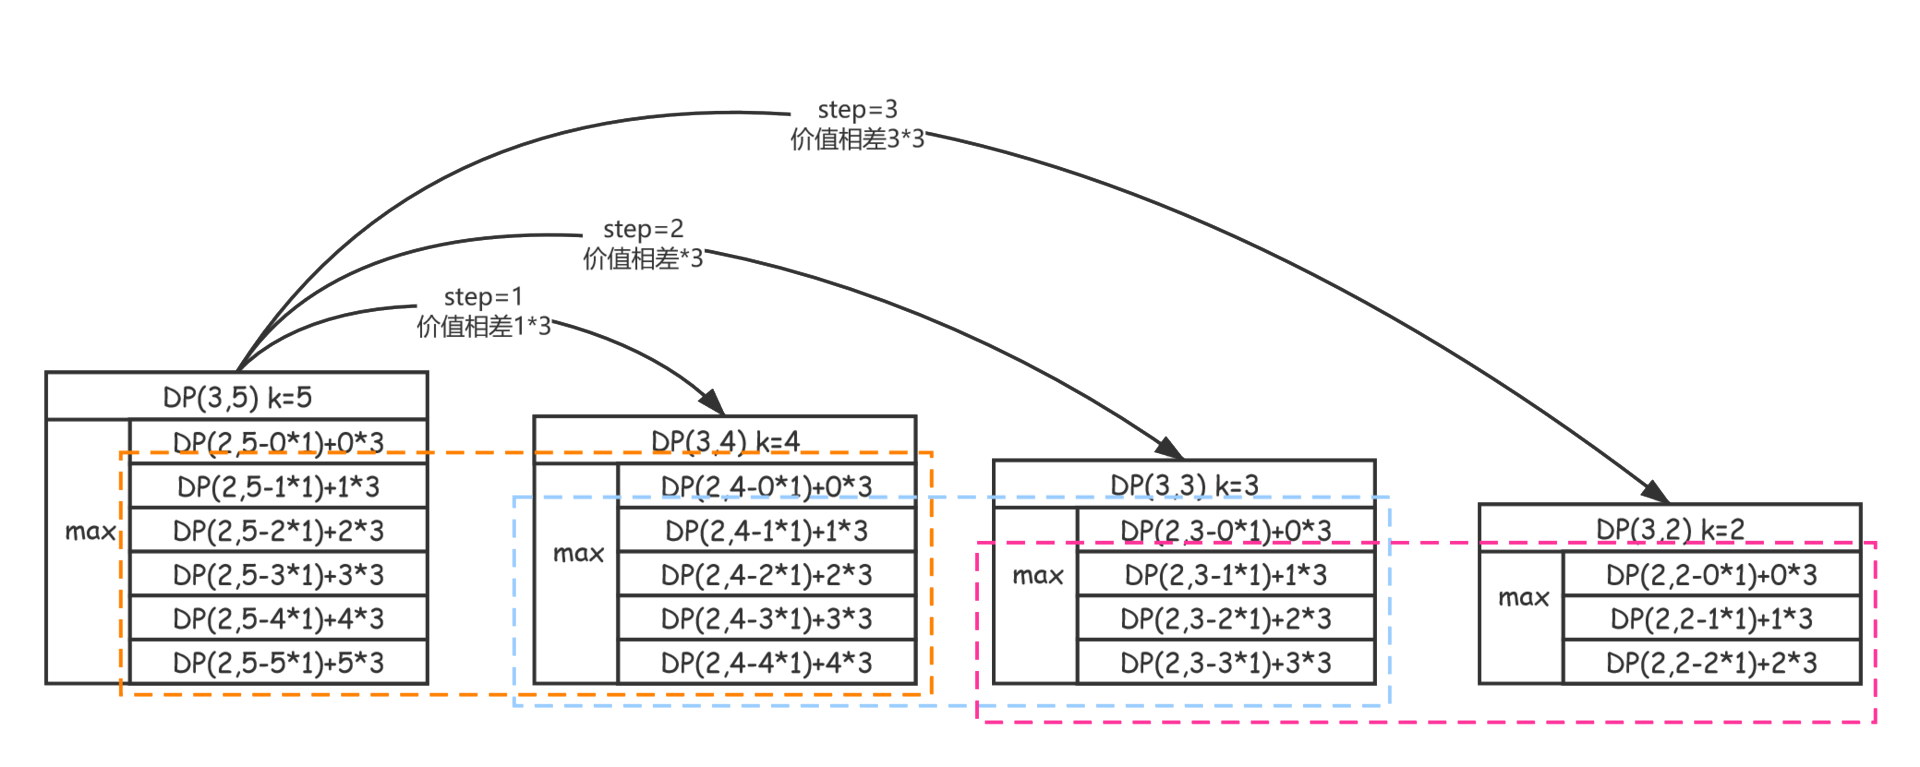 step=3
价值相差3*3
step=2
价值相差*3
step=1
价值相差1*3
DP(3,5) k=5
max
DP(2,5-0*1)+0*3
DP(2,5-1*1)+1*3
DP(2,5-2*1)+2*3
DP(2,5-3*1)+3*3
DP(2,5-4*1)+4*3
DP(2,5-5*1)+5*3
DP(3,4) k=4
max
DP(2,4-0*1)+0*3
DP(2,4-1*1)+1*3
DP(2,4-2*1)+2*3
DP(2,4-3*1)+3*3
DP(2,4-4*1)+4*3
DP(3,3) k=3
max
DP(2,3-0*1)+0*3
DP(2,3-1*1)+1*3
DP(2,3-2*1)+2*3
DP(2,3-3*1)+3*3
DP(3,2) k=2
max
DP(2,2-0*1)+0*3
DP(2,2-1*1)+1*3
DP(2,2-2*1)+2*3